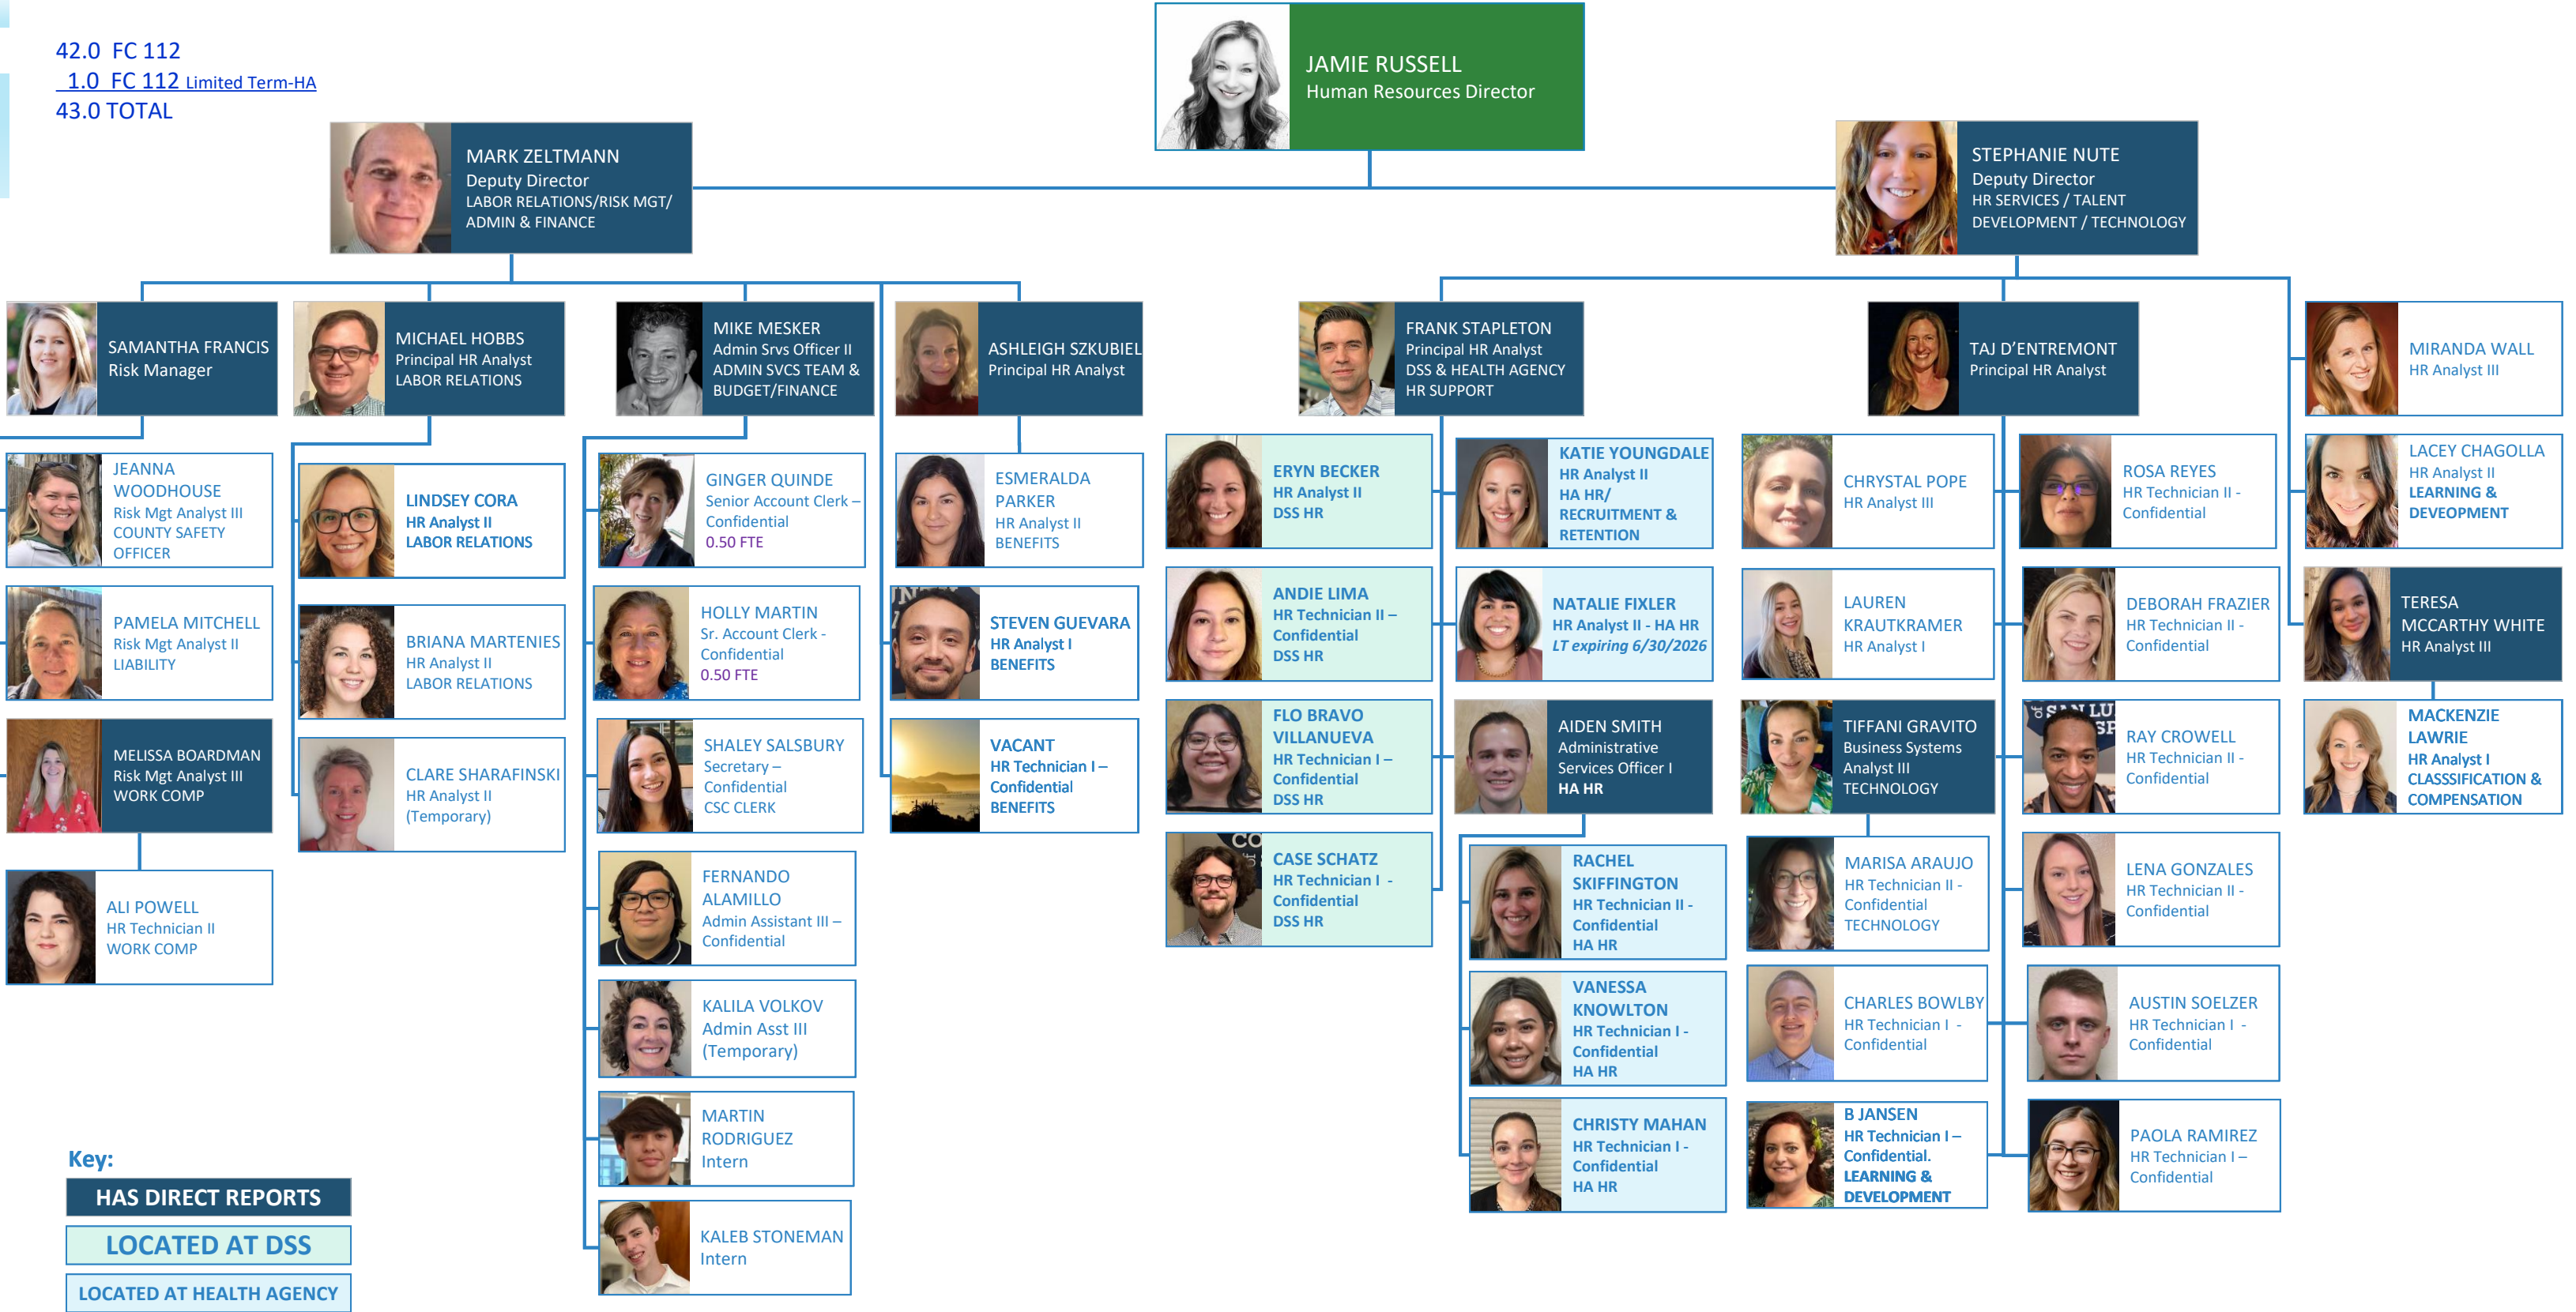 42.0 FC 112
1.0 FC 112 Limited Term-HA
43.0 TOTAL
JAMIE RUSSELL
Human Resources Director
MARK ZELTMANN
Deputy Director
LABOR RELATIONS/RISK MGT/
ADMIN & FINANCE
STEPHANIE NUTE
Deputy Director
HR SERVICES / TALENT
DEVELOPMENT / TECHNOLOGY
SAMANTHA FRANCIS
Risk Manager
MICHAEL HOBBS
Principal HR Analyst
LABOR RELATIONS
MIKE MESKER
Admin Srvs Officer II
ADMIN SVCS TEAM &
BUDGET/FINANCE
ASHLEIGH SZKUBIEL
Principal HR Analyst
FRANK STAPLETON
Principal HR Analyst
DSS & HEALTH AGENCY
HR SUPPORT
TAJ D’ENTREMONT
Principal HR Analyst
MIRANDA WALL
HR Analyst III
JEANNA
WOODHOUSE
Risk Mgt Analyst III
COUNTY SAFETY
OFFICER
PAMELA MITCHELL
Risk Mgt Analyst II
LIABILITY
MELISSA BOARDMAN
Risk Mgt Analyst III
WORK COMP
ALI POWELL
HR Technician II
WORK COMP
LINDSEY CORA
HR Analyst II
LABOR RELATIONS
BRIANA MARTENIES
HR Analyst II
LABOR RELATIONS
CLARE SHARAFINSKI
HR Analyst II
(Temporary)
GINGER QUINDE
Senior Account Clerk –
Confidential
0.50 FTE
HOLLY MARTIN
Sr. Account Clerk -
Confidential
0.50 FTE
SHALEY SALSBURY
Secretary –
Confidential
CSC CLERK
FERNANDO
ALAMILLO
Admin Assistant III –
Confidential
KALILA VOLKOV
Admin Asst III
(Temporary)
MARTIN
RODRIGUEZ
Intern
KALEB STONEMAN
Intern
ESMERALDA
PARKER
HR Analyst II
BENEFITS
STEVEN GUEVARA
HR Analyst I
BENEFITS
VACANT
HR Technician I –
Confidential
BENEFITS
ERYN BECKER
HR Analyst II
DSS HR
ANDIE LIMA
HR Technician II –
Confidential
DSS HR
FLO BRAVO
VILLANUEVA
HR Technician I –
Confidential
DSS HR
CASE SCHATZ
HR Technician I -
Confidential
DSS HR
KATIE YOUNGDALE
HR Analyst II
HA HR/
RECRUITMENT &
RETENTION
NATALIE FIXLER
HR Analyst II - HA HR
LT expiring 6/30/2026
AIDEN SMITH
Administrative
Services Officer I
HA HR
RACHEL
SKIFFINGTON
HR Technician II -
Confidential
HA HR
VANESSA
KNOWLTON
HR Technician I -
Confidential
HA HR
CHRISTY MAHAN
HR Technician I -
Confidential
HA HR
CHRYSTAL POPE
HR Analyst III
LAUREN
KRAUTKRAMER
HR Analyst I
TIFFANI GRAVITO
Business Systems
Analyst III
TECHNOLOGY
MARISA ARAUJO
HR Technician II -
Confidential
TECHNOLOGY
CHARLES BOWLBY
HR Technician I -
Confidential
B JANSEN
HR Technician I –
Confidential.
LEARNING &
DEVELOPMENT
ROSA REYES
HR Technician II -
Confidential
DEBORAH FRAZIER
HR Technician II -
Confidential
RAY CROWELL
HR Technician II -
Confidential
LENA GONZALES
HR Technician II -
Confidential
AUSTIN SOELZER
HR Technician I -
Confidential
PAOLA RAMIREZ
HR Technician I –
Confidential
LACEY CHAGOLLA
HR Analyst II
LEARNING &
DEVEOPMENT
TERESA
MCCARTHY WHITE
HR Analyst III
MACKENZIE
LAWRIE
HR Analyst I
CLASSSIFICATION &
COMPENSATION
Key:
HAS DIRECT REPORTS
LOCATED AT DSS
LOCATED AT HEALTH AGENCY